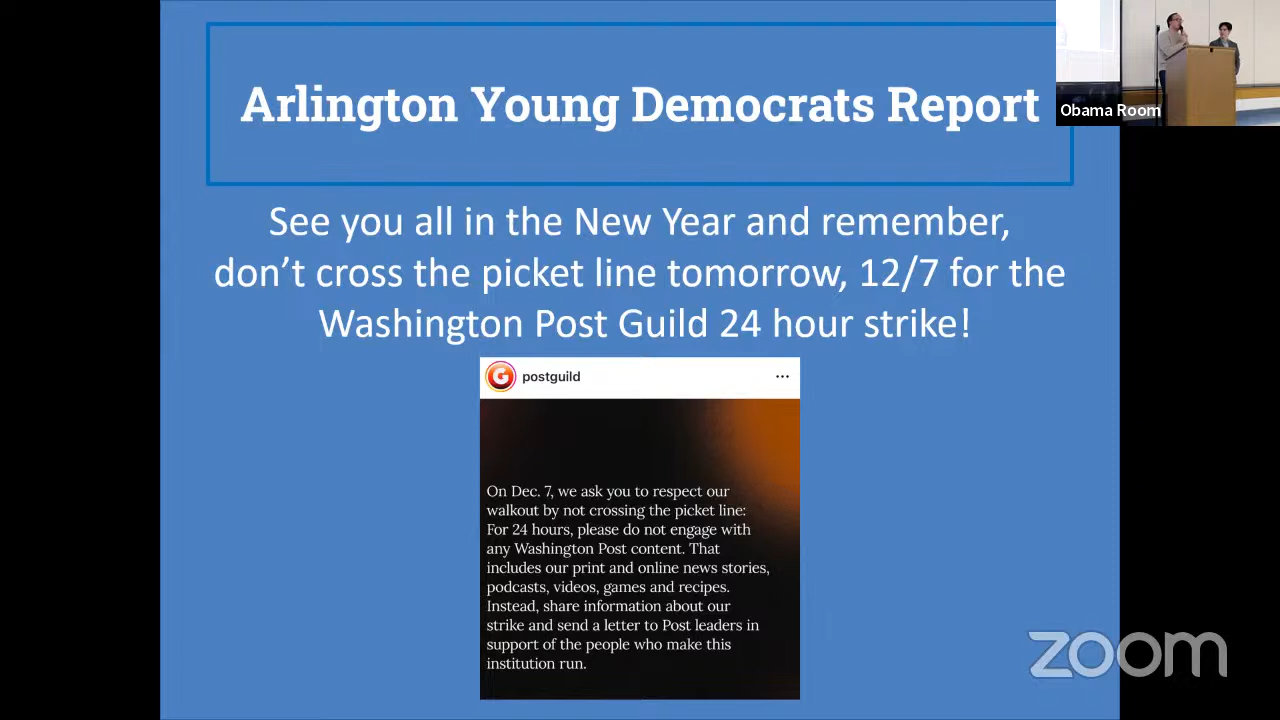 Arlington Young Democrats Report
Obama Room
See you all in the New Year and remember,
don’t cross the picket line tomorrow, 12/7 for the
Washington Post Guild 24 hour strike!
G
postguild
...
On Dec. 7, we ask you to respect our
walkout by not crossing the picket line:
For 24 hours, please do not engage with
any Washington Post content. That
includes our print and online news stories,
podcasts, videos, games and recipes.
Instead, share information about our
strike and send a letter to Post leaders in
support of the people who make this
institution run.
zoom